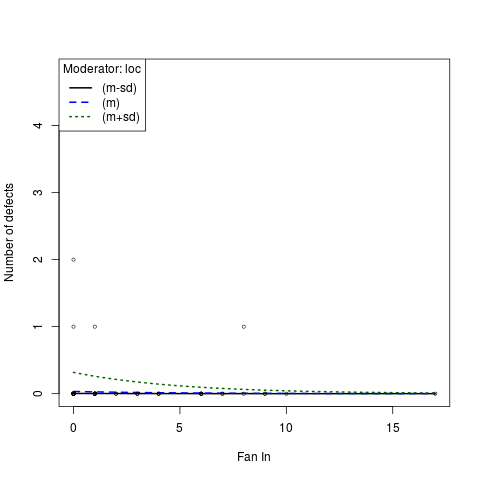 Moderator: loc
(m-sd)
(m)
(m+sd)
Number of defects
4
3
2
1
0
0 5 10 15
Fan In